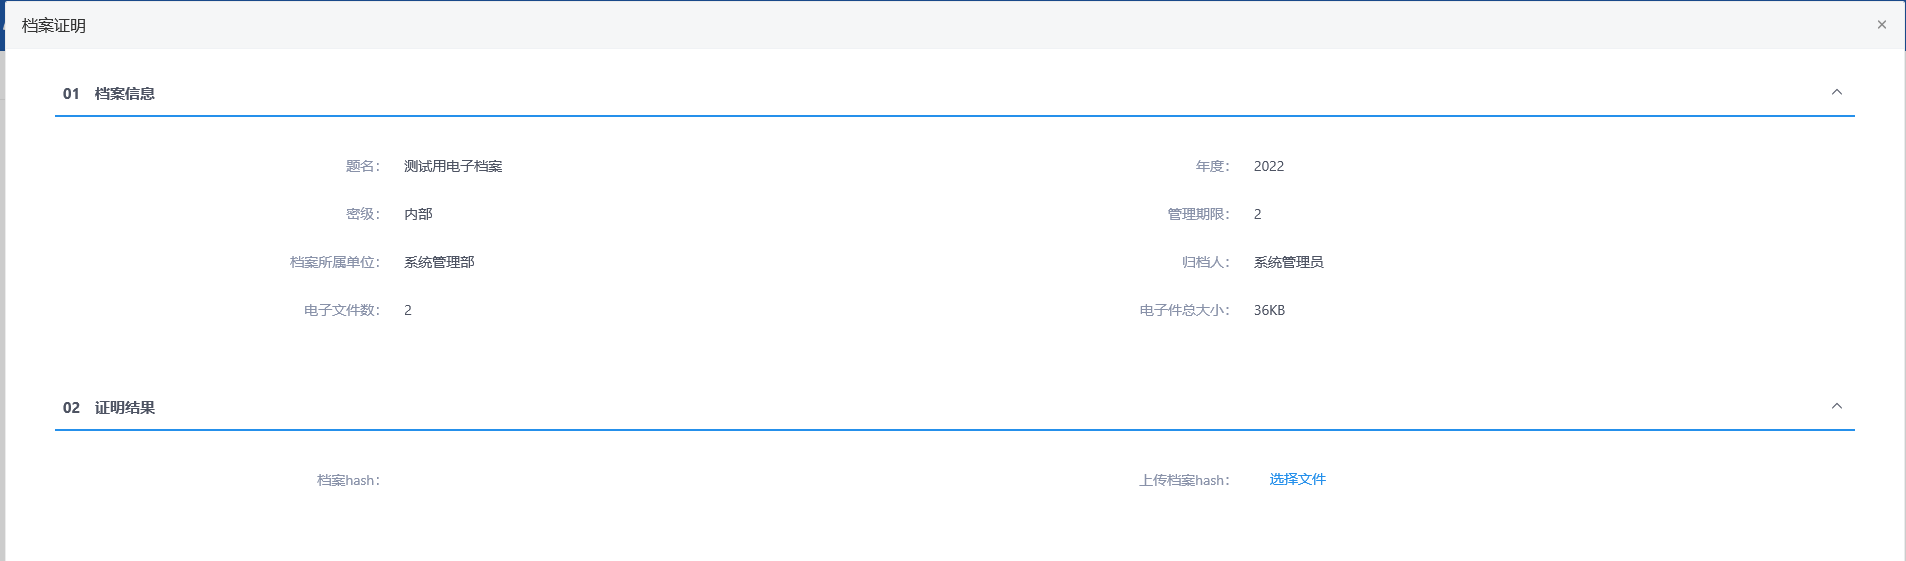 档案证明
01 档案信息
题名： 测试用电子档案 年度： 2022
密级： 内部 管理期限： 2
档案所属单位： 系统管理部 归档人： 系统管理员
电子文件数： 2 电子件总大小： 36KB
02 证明结果
档案hash： 上传档案hash： 选择文件